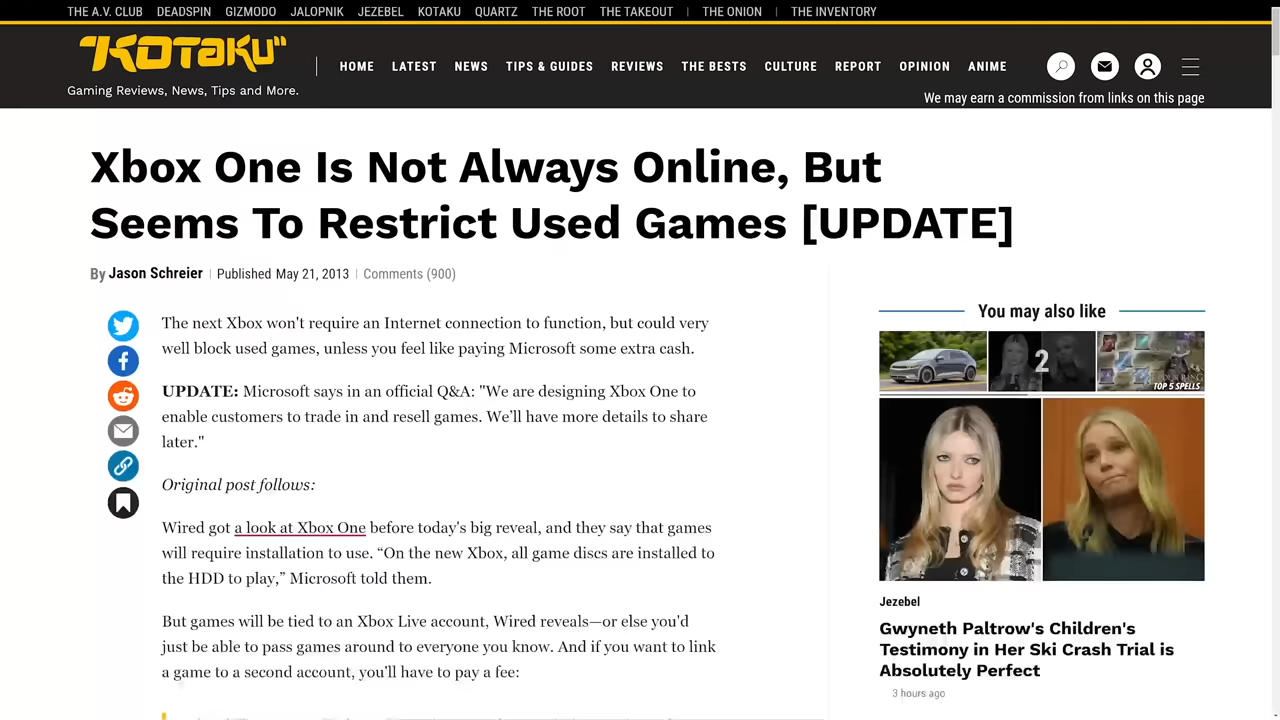 THE A.V. CLUB DEADSPIN GIZMODO JALOPNIK JEZEBEL KOTAKU QUARTZ THE ROOT THE TAKEOUT | THE ONION | THE INVENTORY
"KOTAKU"
Gaming Reviews, News, Tips and More.
HOME LATEST NEWS TIPS & GUIDES REVIEWS THE BESTS CULTURE REPORT OPINION ANIME
We may earn a commission from links on this page
Xbox One Is Not Always Online, But
Seems To Restrict Used Games [UPDATE]
By Jason Schreier | Published May 21, 2013 | Comments (900)
The next Xbox won't require an Internet connection to function, but could very
well block used games, unless you feel like paying Microsoft some extra cash.
UPDATE: Microsoft says in an official Q&A: "We are designing Xbox One to
enable customers to trade in and resell games. We’ll have more details to share
later."
Original post follows:
Wired got a look at Xbox One before today's big reveal, and they say that games
will require installation to use. “On the new Xbox, all game discs are installed to
the HDD to play,” Microsoft told them.
But games will be tied to an Xbox Live account, Wired reveals—or else you'd
just be able to pass games around to everyone you know. And if you want to link
a game to a second account, you’ll have to pay a fee:
You may also like
2
TOP 5 SPELLS
Jezebel
Gwyneth Paltrow's Children's
Testimony in Her Ski Crash Trial is
Absolutely Perfect
3 hours ago